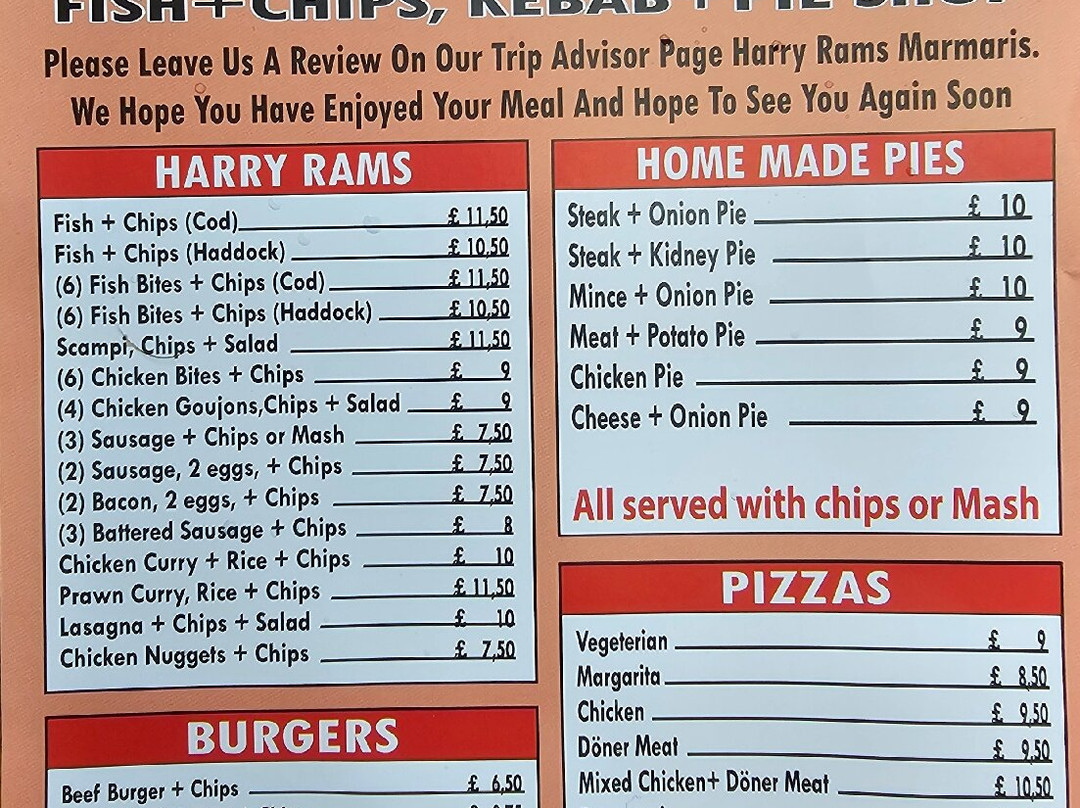 FISH+CHIPS, KEBAB + PIE SHOP
Please Leave Us A Review On Our Trip Advisor Page Harry Rams Marmaris.
We Hope You Have Enjoyed Your Meal And Hope To See You Again Soon
HARRY RAMS
Fish + Chips (Cod) £ 11,50
Fish + Chips (Haddock) £ 10,50
(6) Fish Bites + Chips (Cod) £ 11,50
(6) Fish Bites + Chips (Haddock) £ 10,50
Scampi, Chips + Salad £ 11,50
(6) Chicken Bites + Chips £ 9
(4) Chicken Goujons,Chips + Salad £ 9
(3) Sausage + Chips or Mash £ 7,50
(2) Sausage, 2 eggs, + Chips £ 7,50
(2) Bacon, 2 eggs, + Chips £ 7,50
(3) Battered Sausage + Chips £ 8
Chicken Curry + Rice + Chips £ 10
Prawn Curry, Rice + Chips £ 11,50
Lasagna + Chips + Salad £ 10
Chicken Nuggets + Chips £ 7,50
BURGERS
Beef Burger + Chips £ 6,50
HOME MADE PIES
Steak + Onion Pie £ 10
Steak + Kidney Pie £ 10
Mince + Onion Pie £ 10
Meat + Potato Pie £ 9
Chicken Pie £ 9
Cheese + Onion Pie £ 9
All served with chips or Mash
PIZZAS
Vegeterian £ 9
Margarita £ 8,50
Chicken £ 9,50
Döner Meat £ 9,50
Mixed Chicken+ Döner Meat £ 10,50